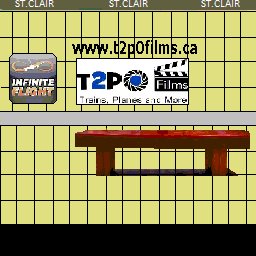 ST.CLAIR ST.CLAIR ST.CLAIR
www.t2p0films.ca
T2PO Films
Trains, Planes and More
INFINITE
FLIGHT